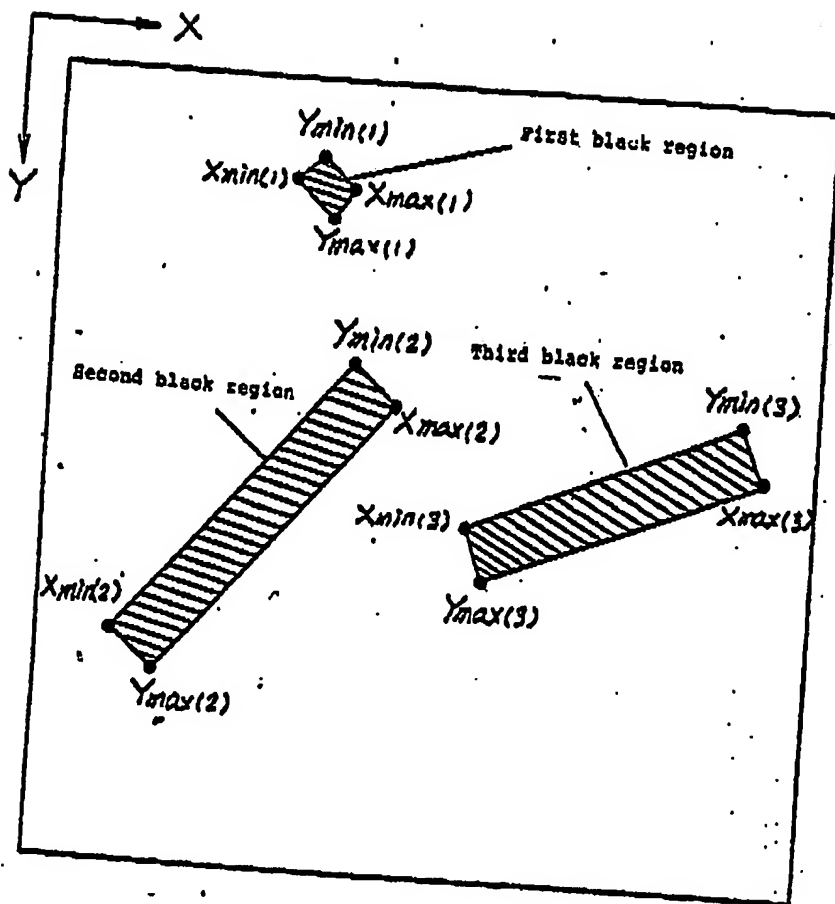 X
Y
Ymin(1)
First black region
Xmin(1)
Xmax(1)
Ymax(1)
Ymin(2)
Second black region
Third black region
Xmax(2)
Ymin(3)
Xmin(3)
Xmax(3)
Xmin(2)
Ymax(3)
Ymax(2)